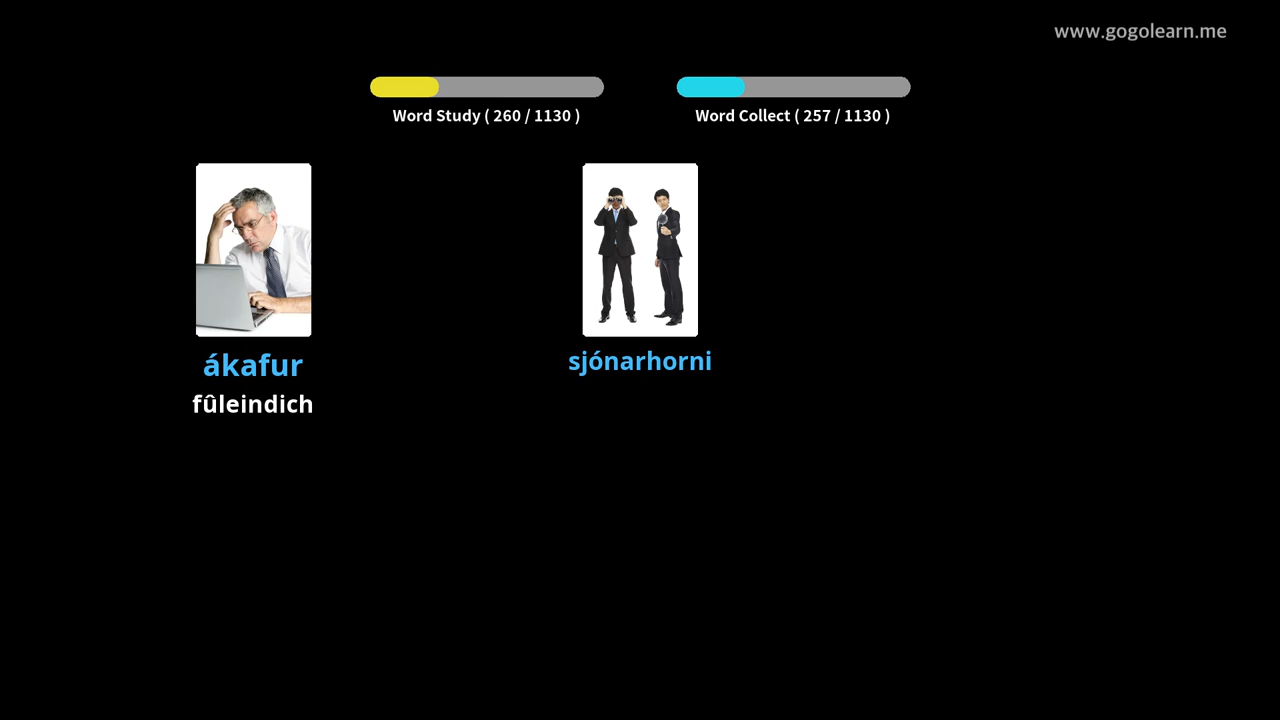 www.gogolearn.me
Word Study ( 260 / 1130 )
Word Collect ( 257 / 1130 )
ákafur
fûleindich
sjónarhorni